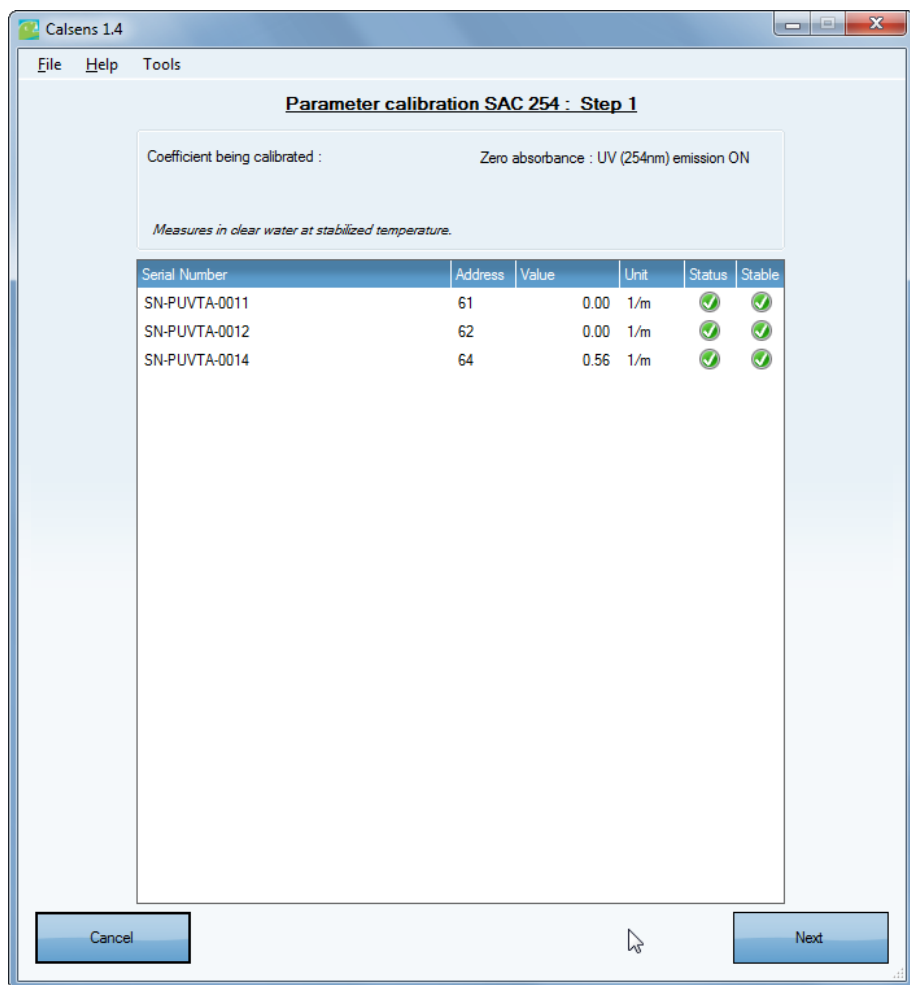 Calsens 1.4
File Help Tools
Parameter calibration SAC 254 : Step 1
Coefficient being calibrated : Zero absorbance : UV (254nm) emission ON
Measures in clear water at stabilized temperature.
Serial Number Address Value Unit Status Stable
SN-PUVTA-0011 61 0.00 1/m
SN-PUVTA-0012 62 0.00 1/m
SN-PUVTA-0014 64 0.56 1/m
Cancel Next